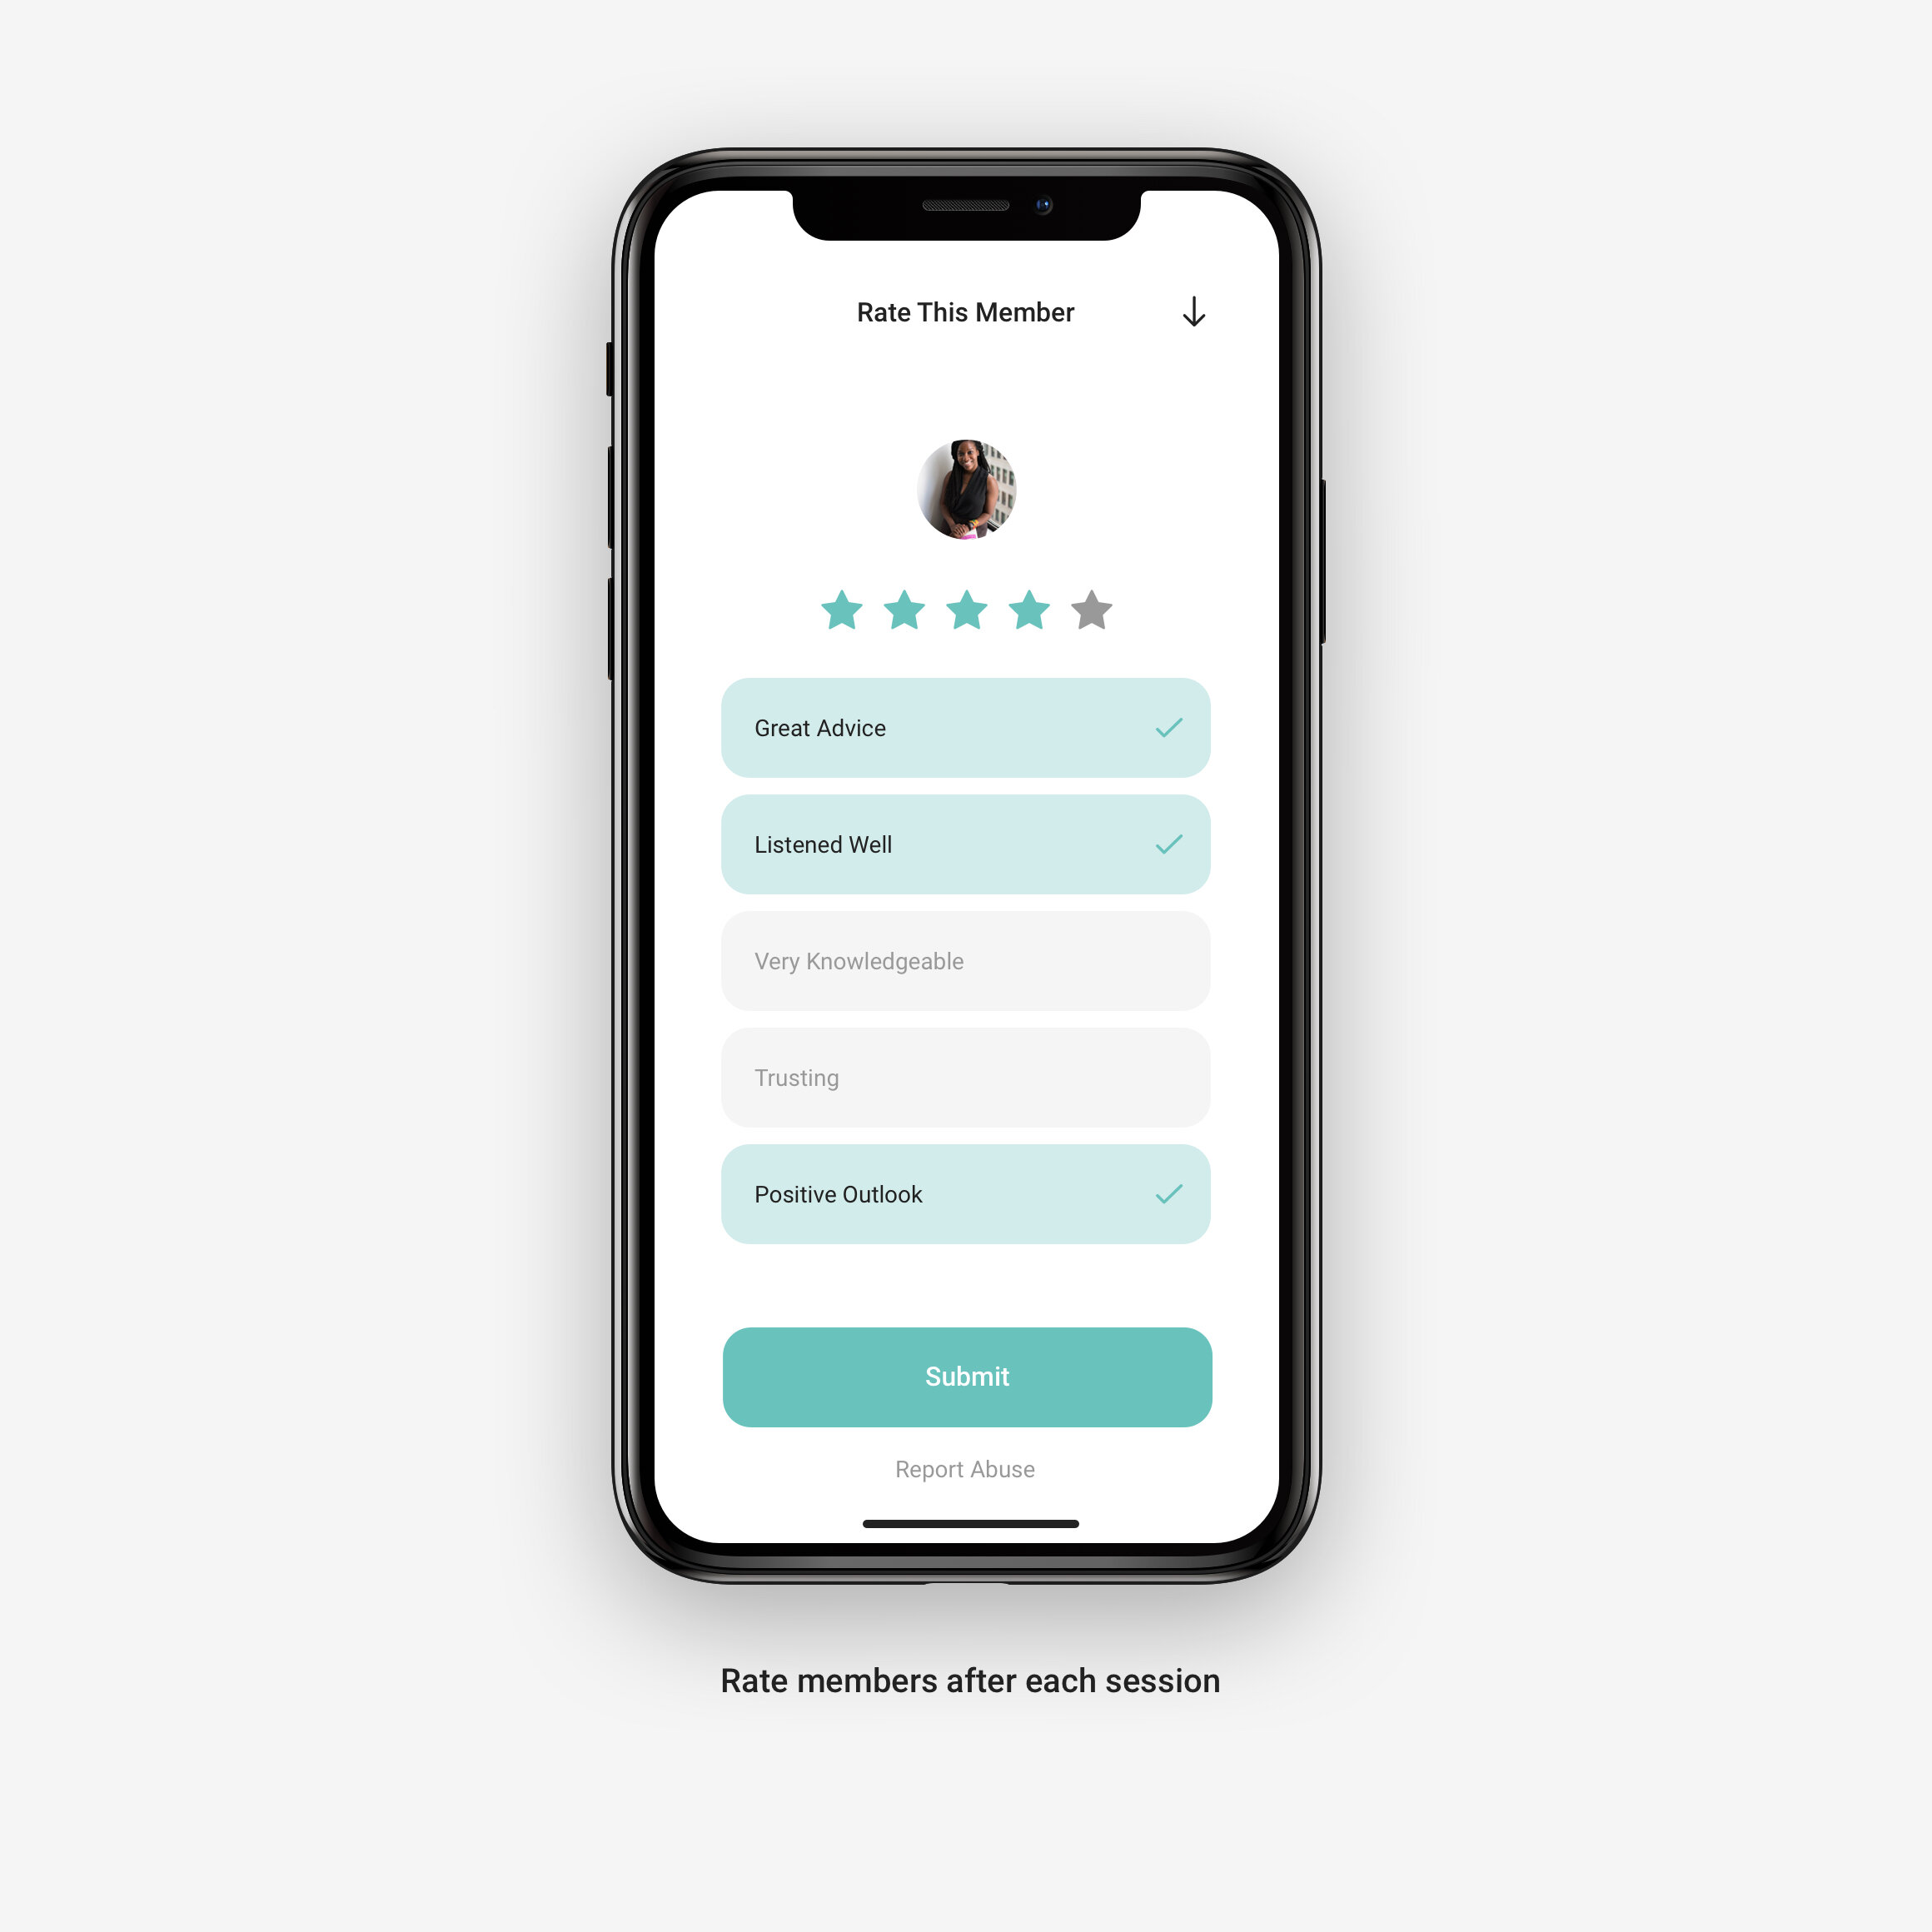 Rate This Member
Great Advice
Listened Well
Very Knowledgeable
Trusting
Positive Outlook
Submit
Report Abuse
Rate members after each session